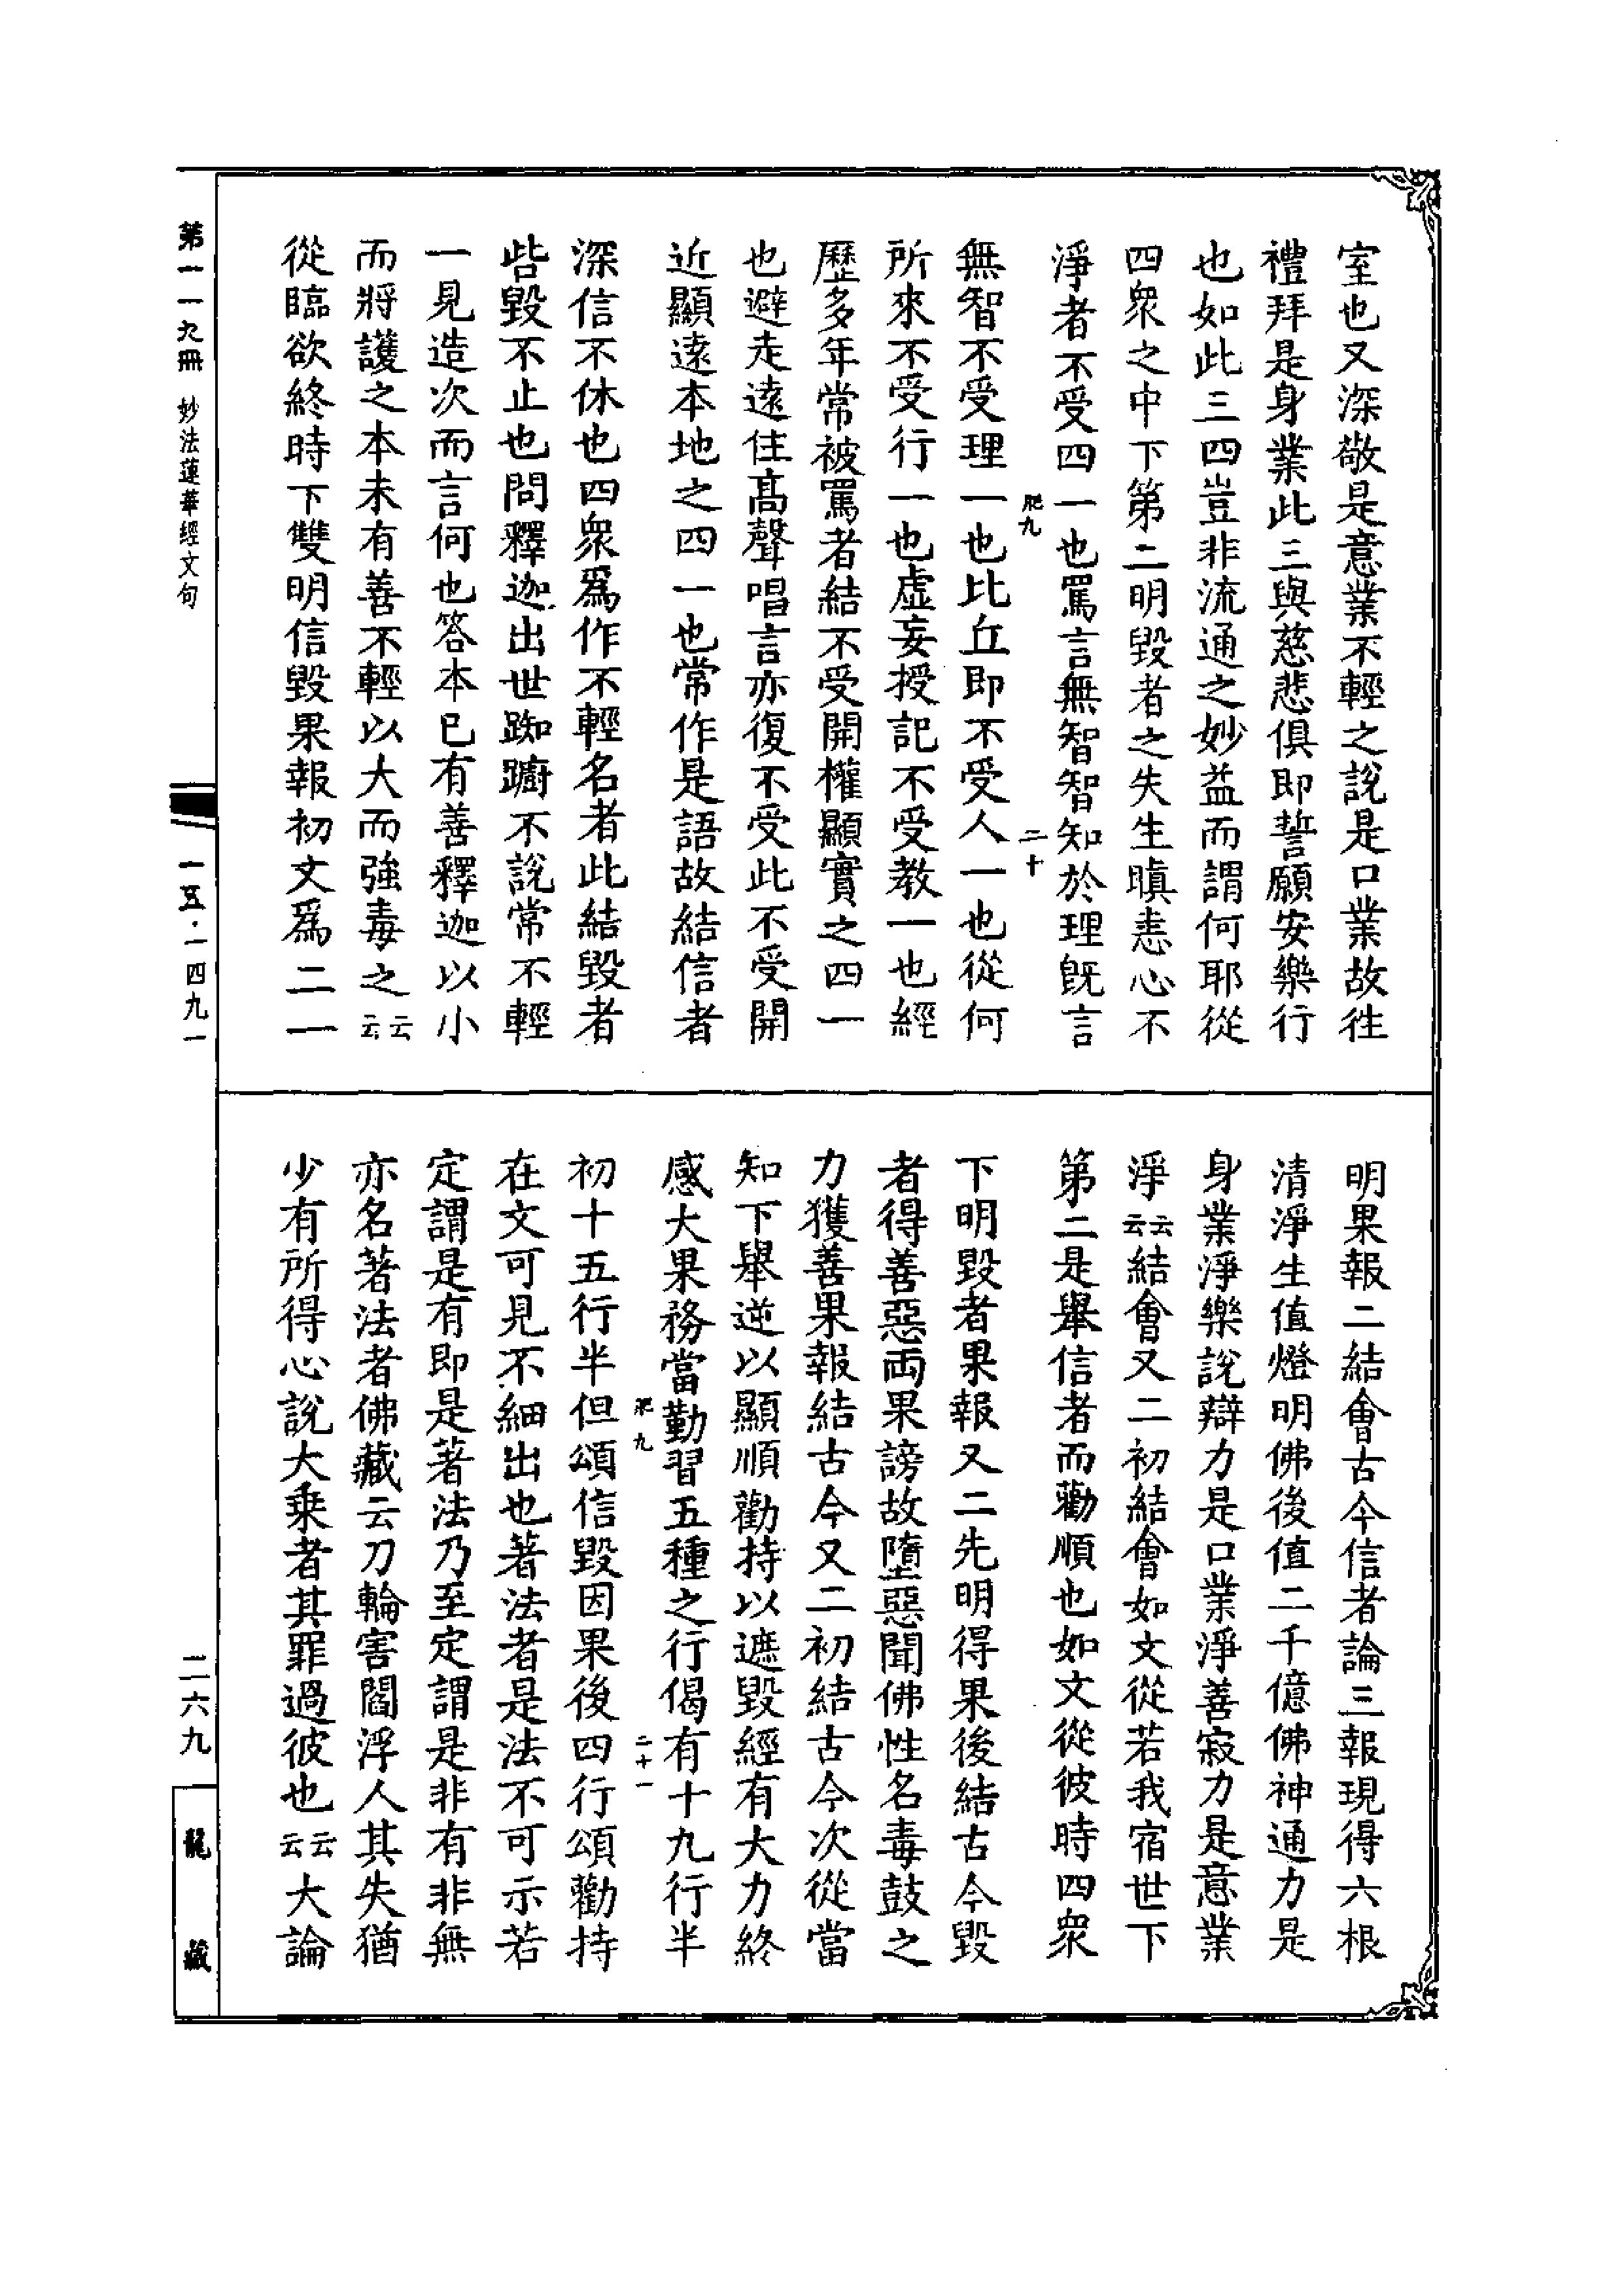 室也又深敬是意業不輕之說是口業故徃
禮拜是身業此三與慈悲俱即誓願安樂行
也如此三四豈非流通之妙益而謂何耶從
四衆之中下第二明毀者之失生瞋恚心不
淨者不受四一也罵言無智智知於理旣言
肥九
二十
無智不受理一也比丘即不受人一也從何
所來不受行一也虛妄授記不受教一也經
歷多年常被罵者結不受開權顯實之四一
也避走遠住髙聲唱言亦復不受此不受開
近顯遠本地之四一也常作是語故結信者
深信不休也四衆爲作不輕名者此結毀者
呰毀不止也問釋迦出世踟躕不說常不輕
一見造次而言何也答本已有善釋迦以小
而將護之本未有善不輕以大而強毒之云云
從臨欲終時下雙明信毀果報初文爲二一
明果報二結會古今信者論三報現得六根
清淨生值燈明佛後值二千億佛神通力是
身業淨樂說辯力是口業淨善寂力是意業
淨云云結會又二初結會如文從若我宿世下
第二是舉信者而勸順也如文從彼時四衆
下明毀者果報又二先明得果後結古今毀
者得善惡兩果謗故墮惡聞佛性名毒鼓之
力獲善果報結古今又二初結古今次從當
知下舉逆以顯順勸持以遮毀經有大力終
感大果務當勤習五種之行偈有十九行半
肥九
二十一
初十五行半但頌信毀因果後四行頌勸持
在文可見不細出也著法者是法不可示若
定謂是有即是著法乃至定謂是非有非無
亦名著法者佛藏云刀輪害閻浮人其失猶
少有所得心說大乗者其罪過彼也云云大論
第一一九冊 妙法蓮華經文句
一五·一四九一
二六九
龍藏